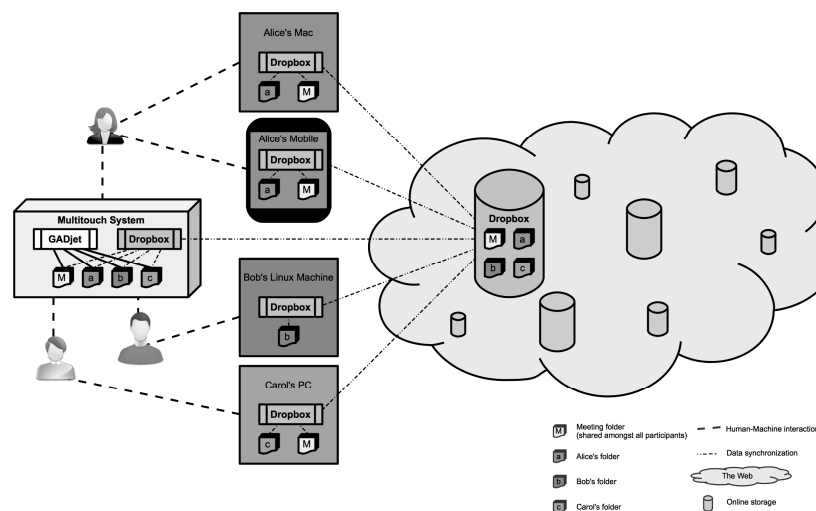 Alice's Mac
Dropbox
a
M
Alice's Mobile
Dropbox
a
M
Multitouch System
GADjet
Dropbox
M
a
b
c
Bob's Linux Machine
Dropbox
b
Carol's PC
Dropbox
c
M
Dropbox
M
a
b
c
M
Meeting folder
(shared amongst all participants)
a
Alice's folder
b
Bob's folder
c
Carol's folder
Human-Machine interaction
Data synchronization
The Web
Online storage